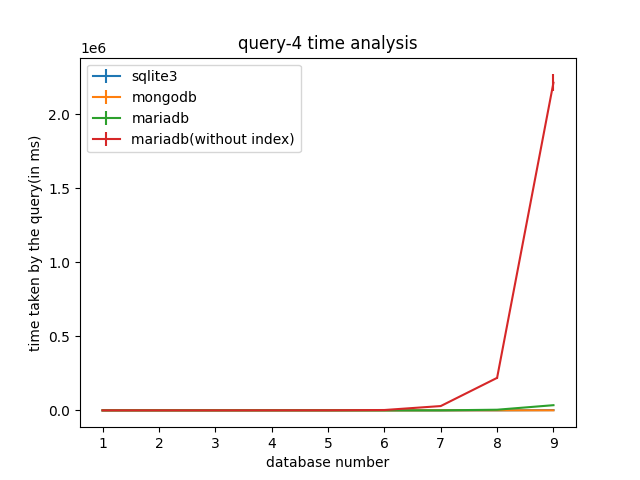 query-4 time analysis
1e6
sqlite3
mongodb
mariadb
mariadb(without index)
time taken by the query(in ms)
2.0
1.5
1.0
0.5
0.0
1 2 3 4 5 6 7 8 9
database number